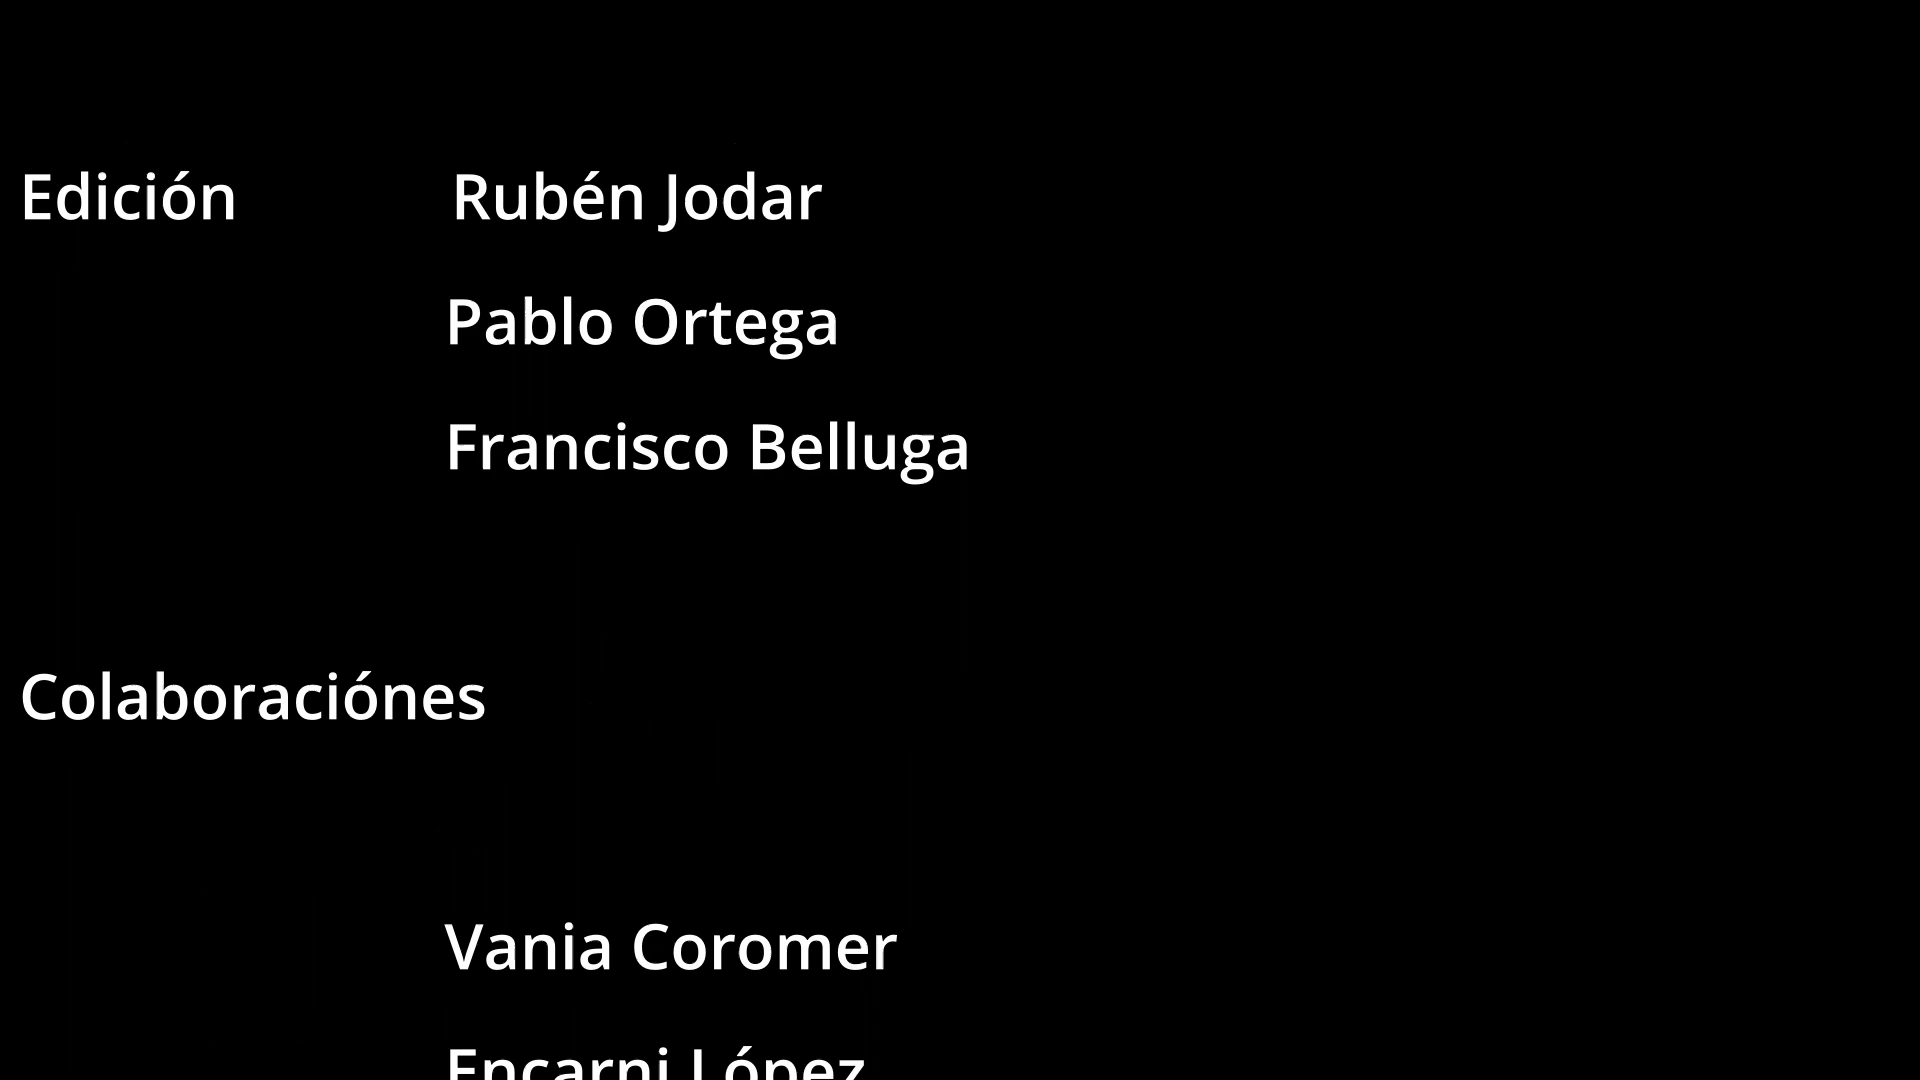 Edición Rubén Jodar
Pablo Ortega
Francisco Belluga
Colaboraciónes
Vania Coromer
Encarni López